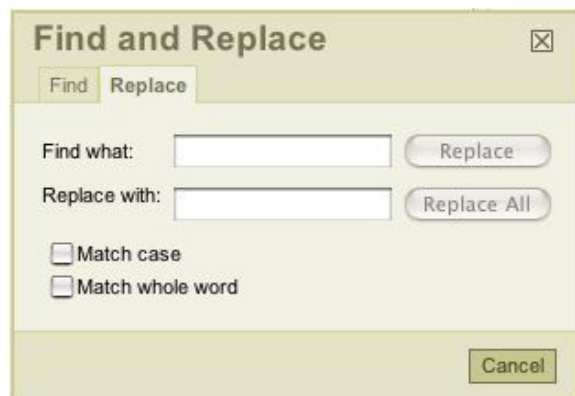 Find and Replace
Find Replace
Find what: Replace
Replace with: Replace All
Match case
Match whole word
Cancel